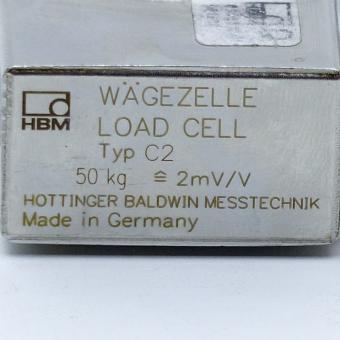 WÄGEZELLE
HBM
LOAD CELL
Typ C2
50 kg ≙ 2mV/V
HOTTINGER BALDWIN MESSTECHNIK
Made in Germany